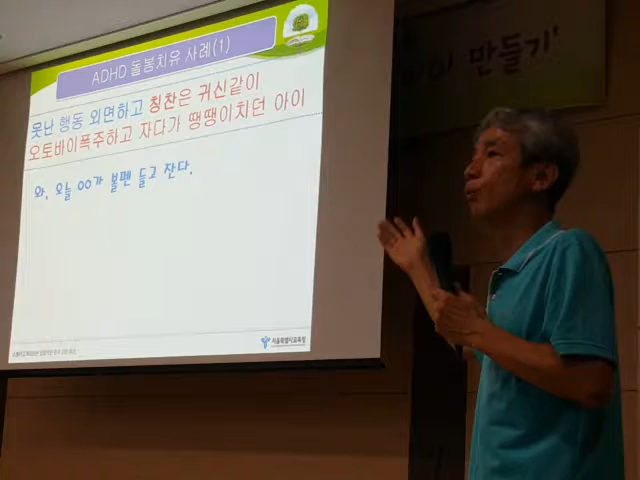 ADHD 돌봄치유 사례(1)
못난 행동 외면하고 칭찬은 귀신같이
오토바이폭주하고 자다가 땡땡이치던 아이
와, 오늘 00가 볼펜 들고 잔다.
서울특별시교육청
만들기'